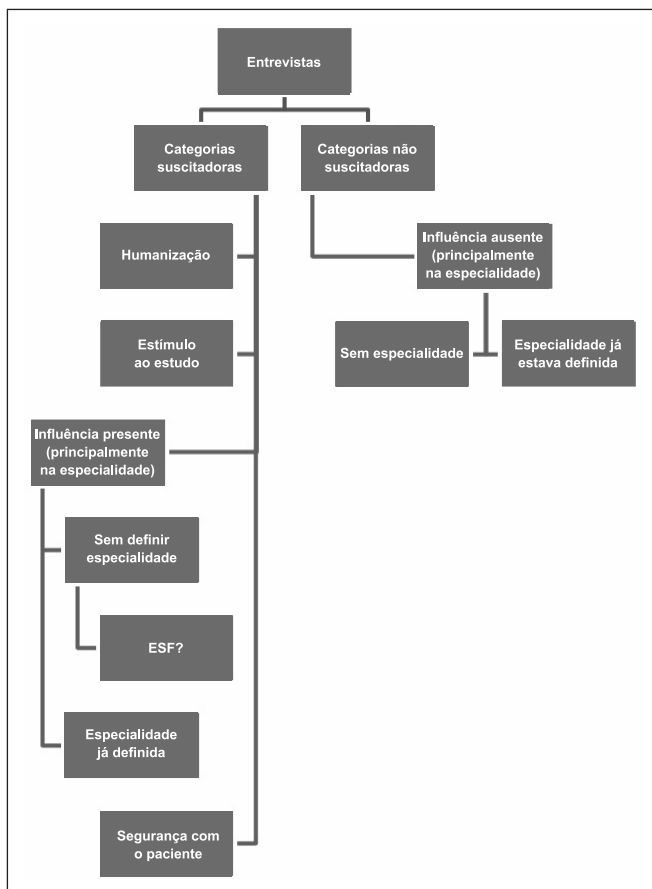 Entrevistas
Categorias
suscitadoras
Categorias não
suscitadoras
Humanização
Influência ausente
(principalmente
na especialidade)
Estímulo
ao estudo
Sem especialidade
Especialidade já
estava definida
Influência presente
(principalmente
na especialidade)
Sem definir
especialidade
ESF?
Especialidade
já definida
Segurança com
o paciente